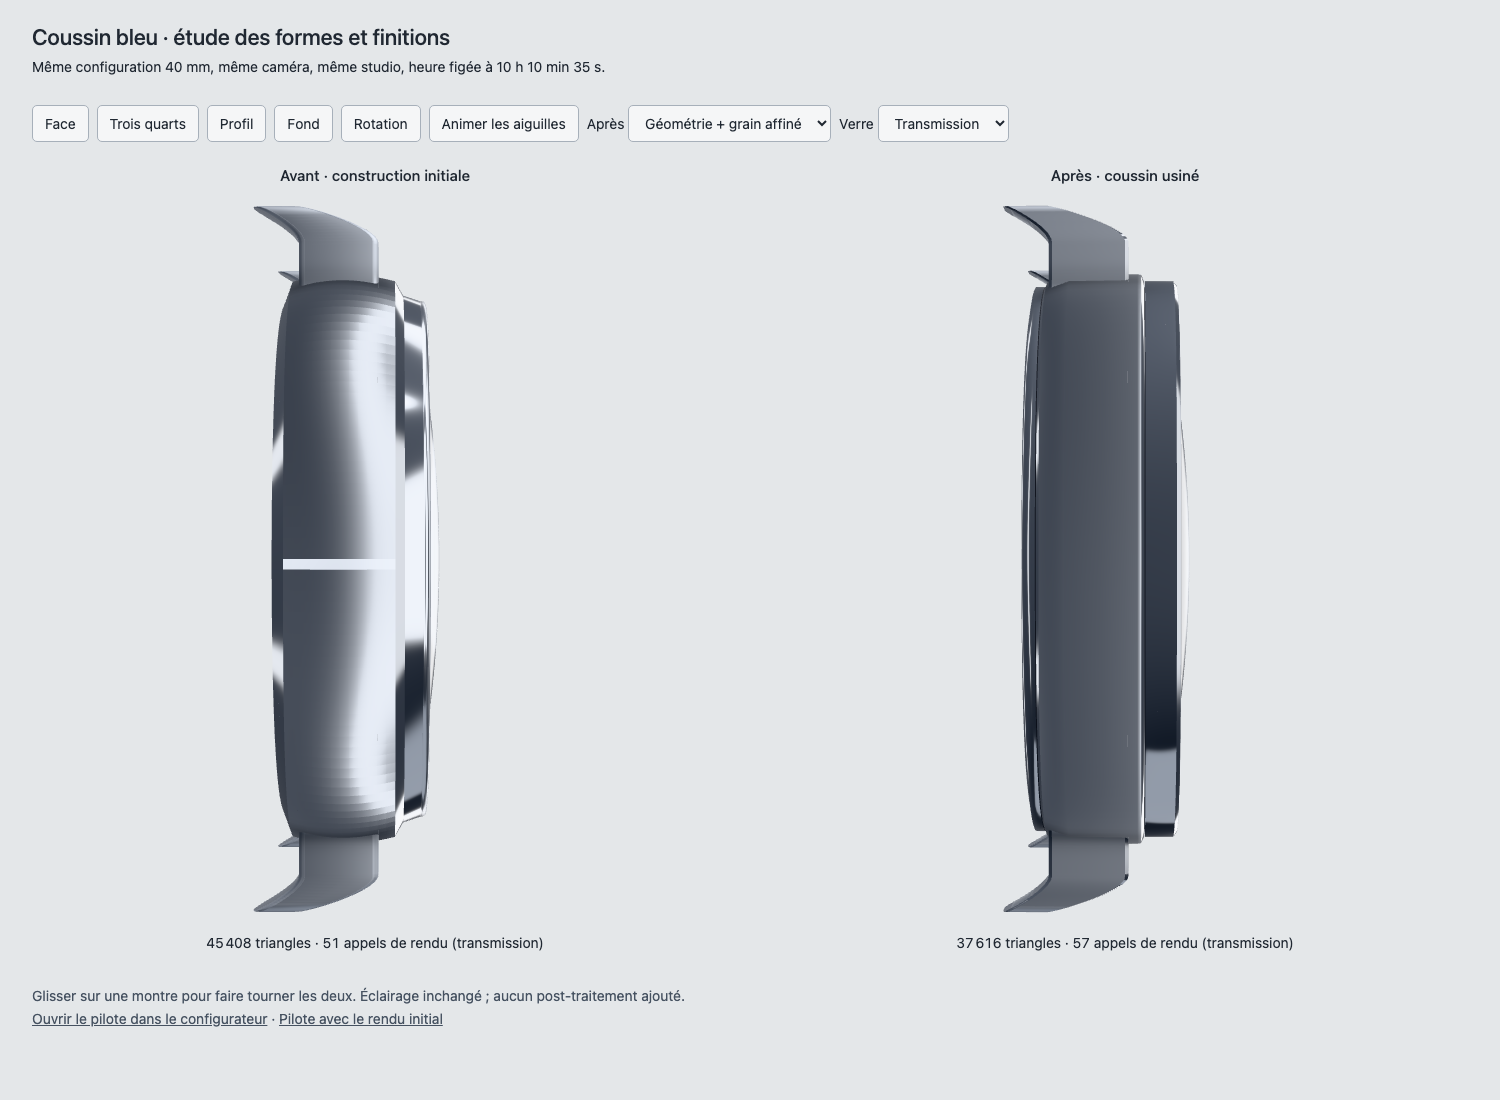 Coussin bleu · étude des formes et finitions
Même configuration 40 mm, même caméra, même studio, heure figée à 10 h 10 min 35 s.
Face Trois quarts Profil Fond Rotation Animer les aiguilles Après Géométrie + grain affiné Verre Transmission
Avant · construction initiale
Après · coussin usiné
45 408 triangles · 51 appels de rendu (transmission)
37 616 triangles · 57 appels de rendu (transmission)
Glisser sur une montre pour faire tourner les deux. Éclairage inchangé ; aucun post-traitement ajouté.
Ouvrir le pilote dans le configurateur · Pilote avec le rendu initial